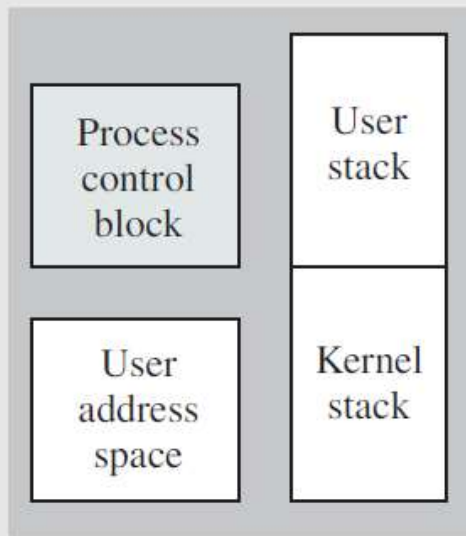 Process
control
block
User
address
space
User
stack
Kernel
stack